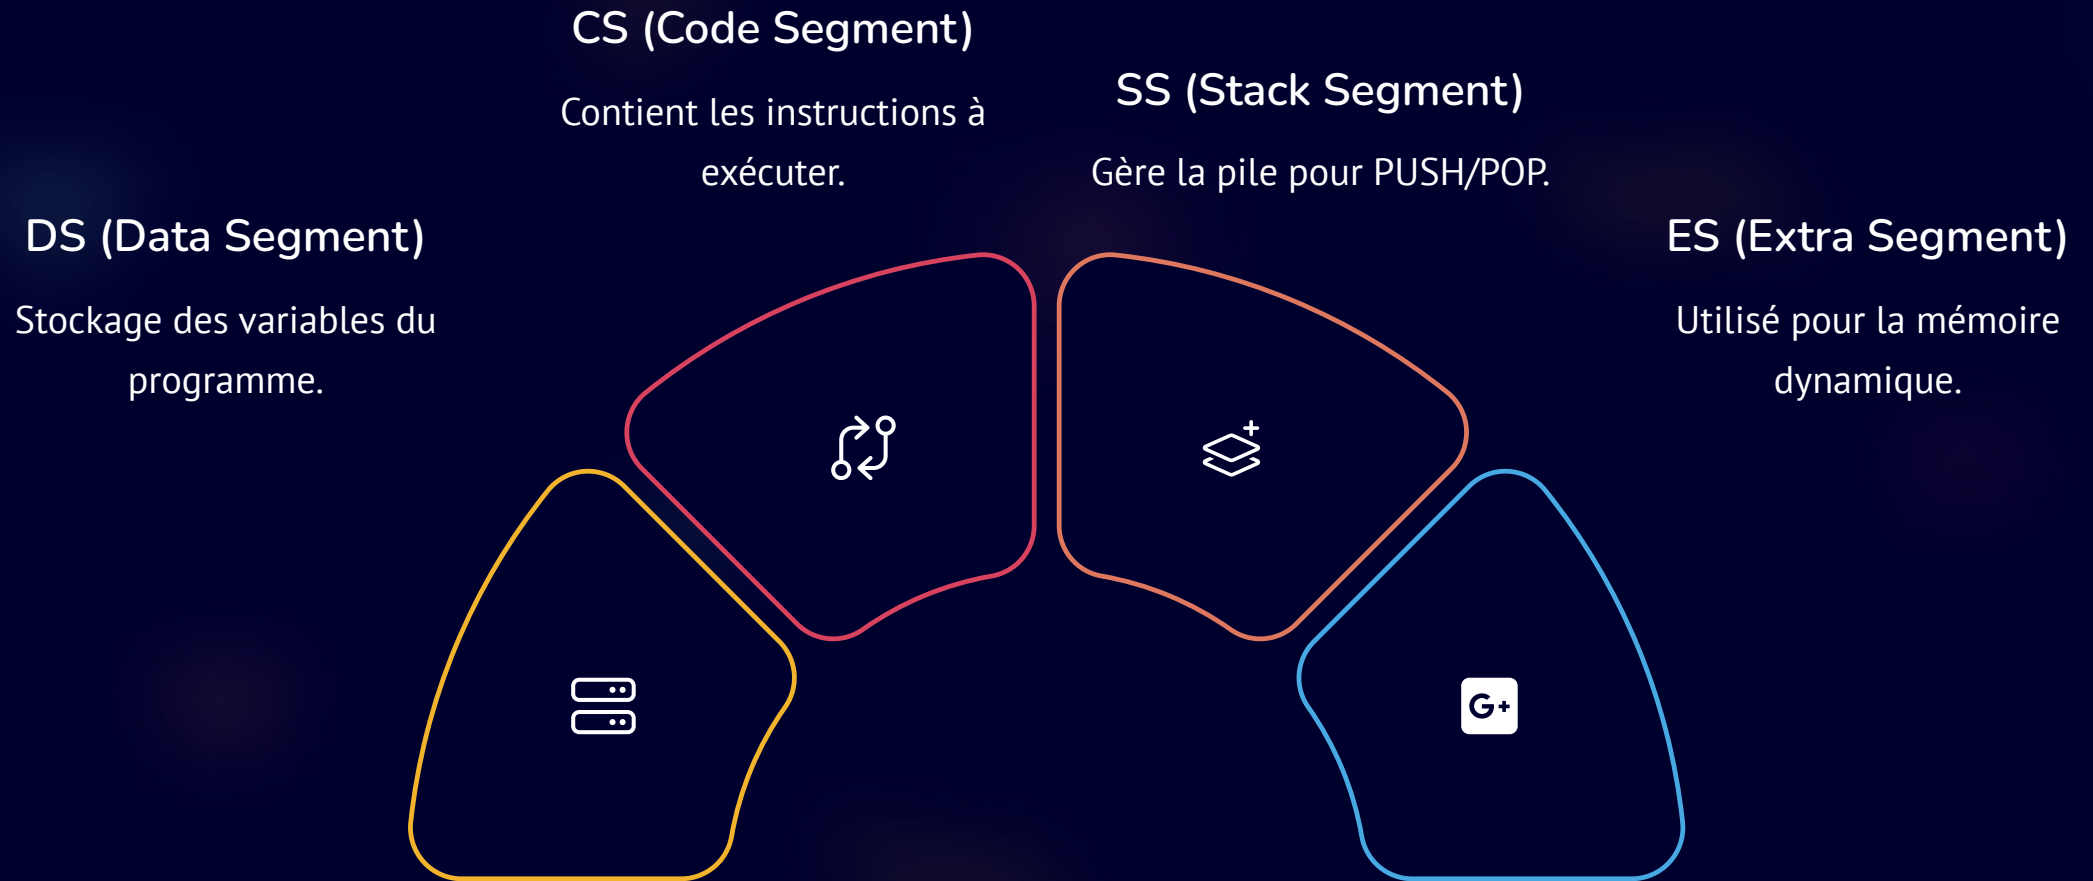 CS (Code Segment)
Contient les instructions à
exécuter.
SS (Stack Segment)
Gère la pile pour PUSH/POP.
DS (Data Segment)
Stockage des variables du
programme.
ES (Extra Segment)
Utilisé pour la mémoire
dynamique.
G+